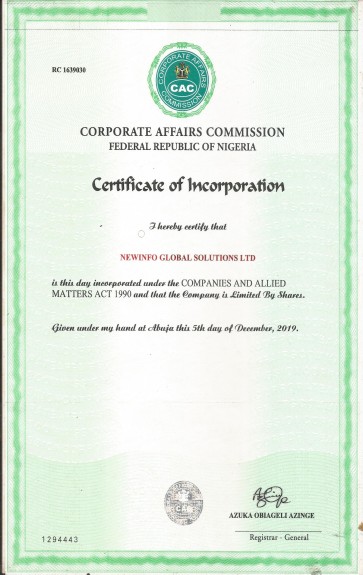 RC 1639030
CORPORATE AFFAIRS
CAC
COMMISSION
CORPORATE AFFAIRS COMMISSION
FEDERAL REPUBLIC OF NIGERIA
Certificate of Incorporation
I hereby certify that
NEWINFO GLOBAL SOLUTIONS LTD
is this day incorporated under the COMPANIES AND ALLIED
MATTERS ACT 1990 and that the Company is Limited By Shares.
Given under my hand at Abuja this 5th day of December, 2019.
CAC
AZUKA OBIAGELI AZINGE
Registrar - General
1294443